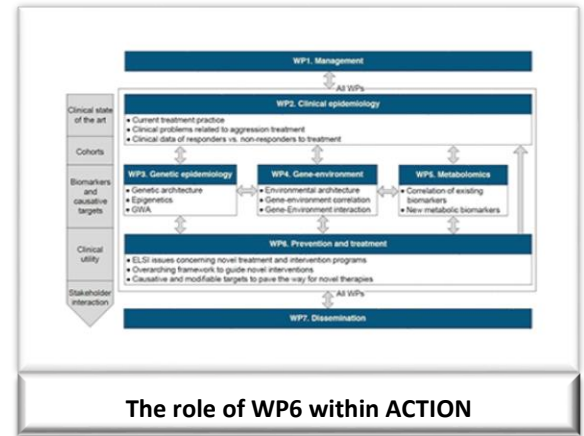 WP1. Management
All WPs
Clinical state
of the art
WP2. Clinical epidemiology
• Current treatment practice
• Clinical problems related to aggression treatment
• Clinical data of responders vs. non-responders to treatment
Cohorts
Biomarkers
and
causative
targets
WP3. Genetic epidemiology
• Genetic architecture
• Epigenetics
• GWA
WP4. Gene-environment
• Environmental architecture
• Gene-environment correlation
• Gene-Environment interaction
WP5. Metabolomics
• Correlation of existing
biomarkers
• New metabolic biomarkers
Clinical
utility
WP6. Prevention and treatment
• ELSI issues concerning novel treatment and intervention programs
• Overarching framework to guide novel interventions
• Causative and modifiable targets to pave the way for novel therapies
Stakeholder
interaction
All WPs
WP7. Dissemination
The role of WP6 within ACTION